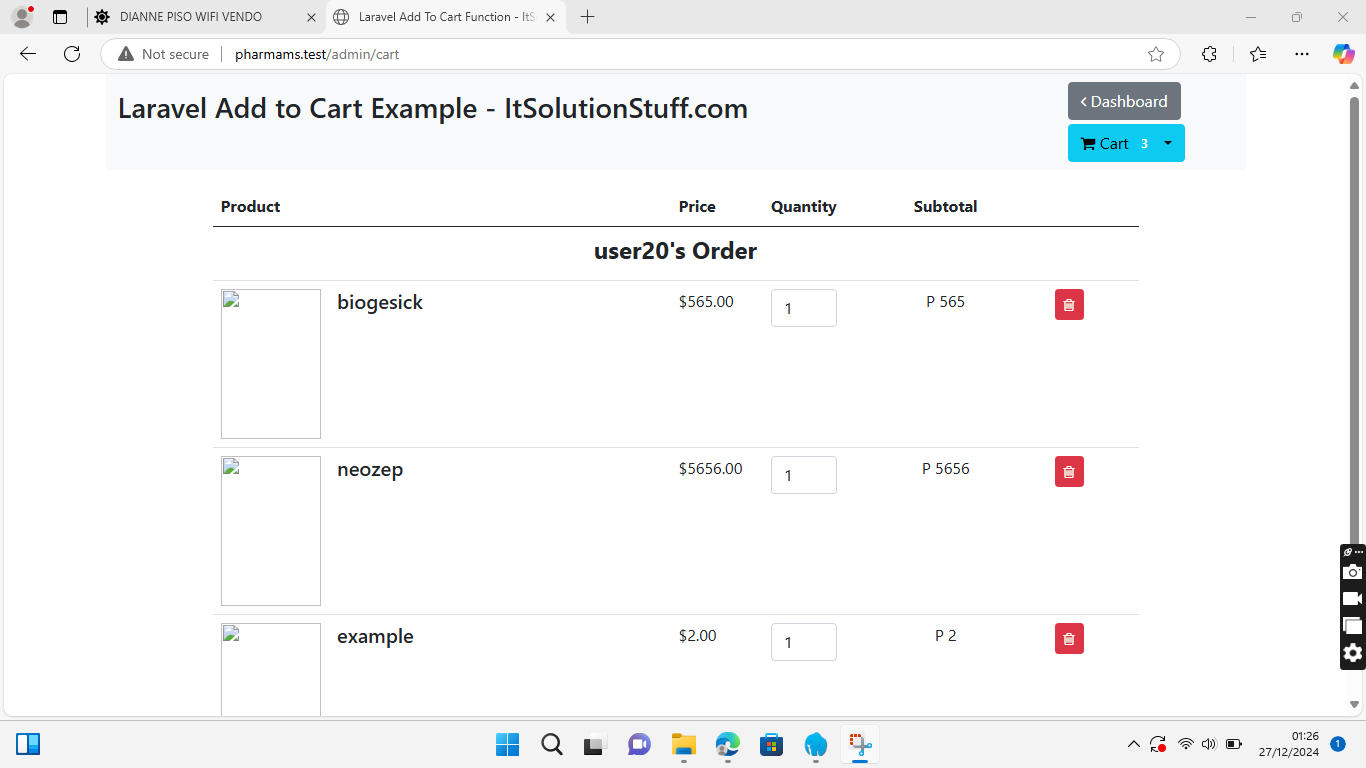 DIANNE PISO WIFI VENDO
Laravel Add To Cart Function - ItS
Not secure
pharmams.test/admin/cart
Laravel Add to Cart Example - ItSolutionStuff.com
Dashboard
Cart 3
Product Price Quantity Subtotal
user20's Order
biogesick $565.00 1 P 565
neozep $5656.00 1 P 5656
example $2.00 1 P 2
01:26
27/12/2024
1